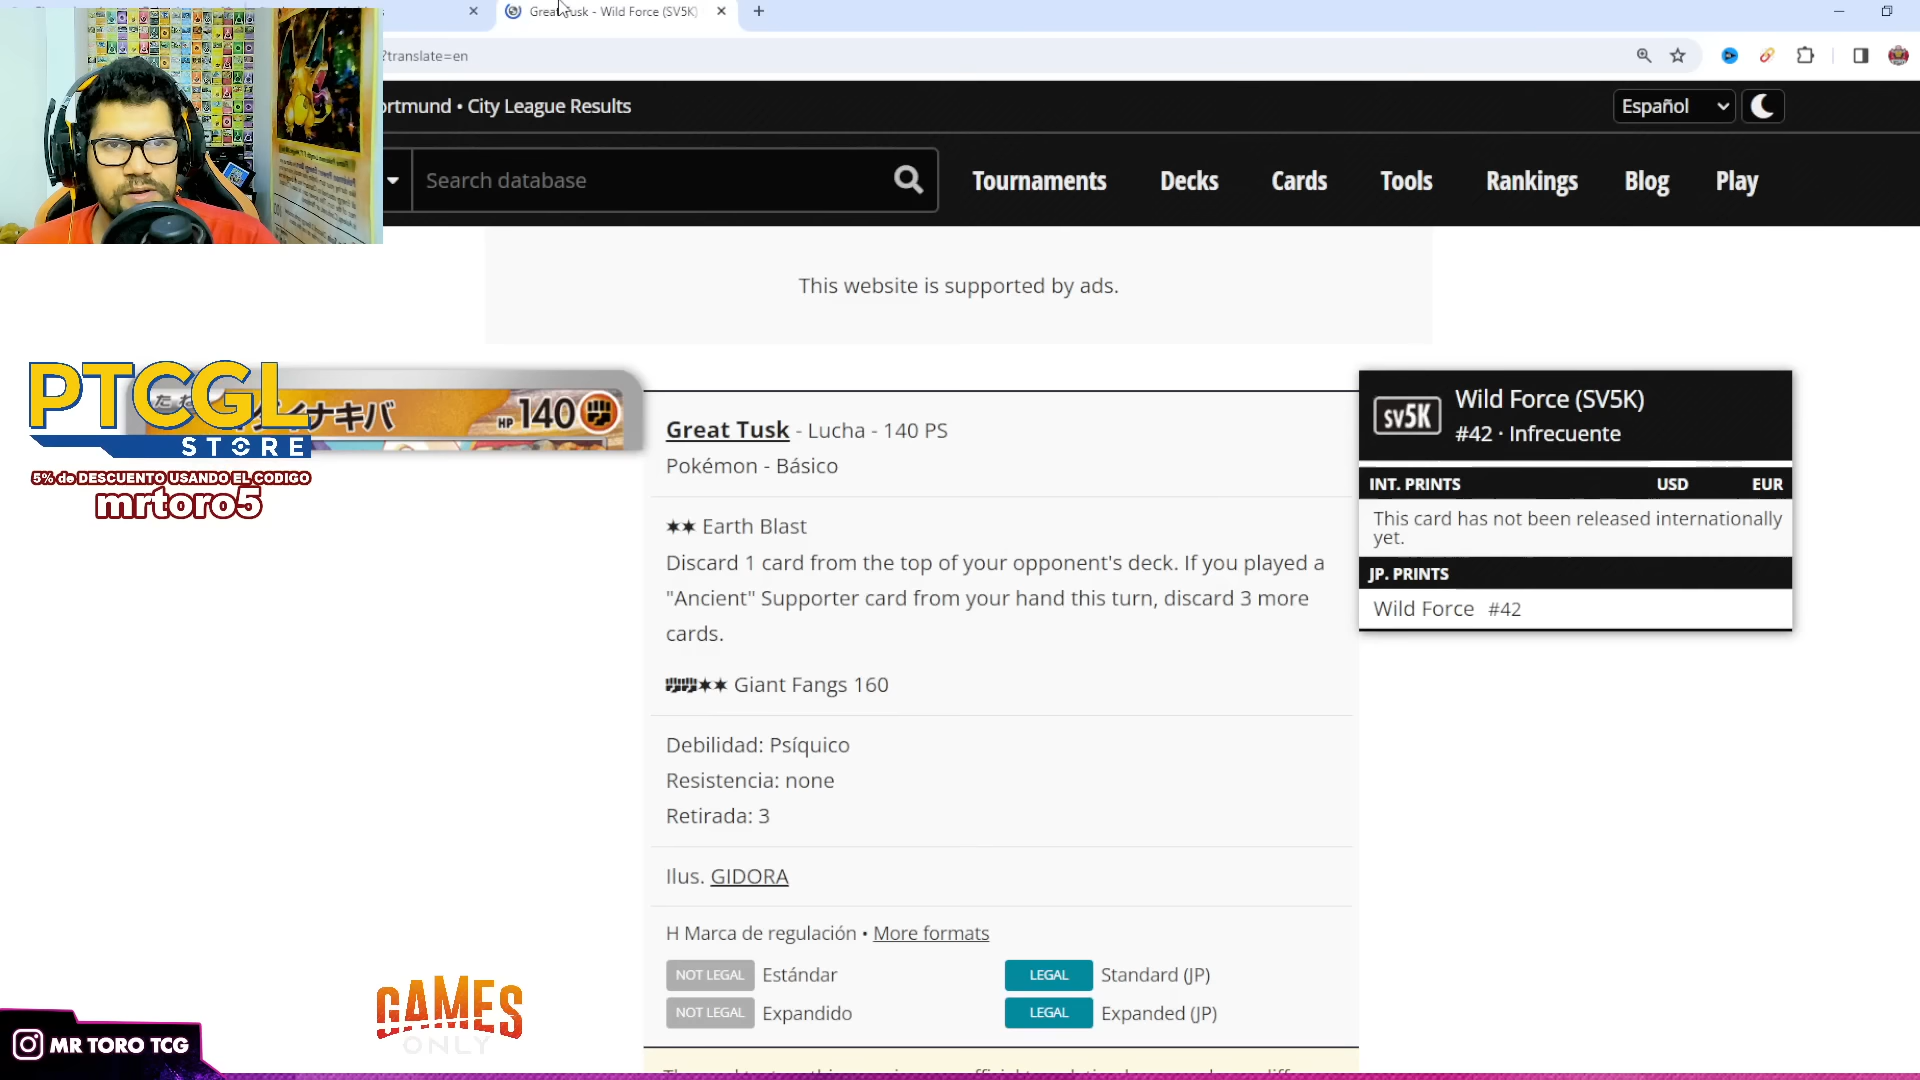 Great Tusk - Wild Force (SV5K)
?translate=en
ortmund • City League Results
Español
Search database
Tournaments
Decks
Cards
Tools
Rankings
Blog
Play
This website is supported by ads.
PTCGL
STORE
イナキバ
HP 140
5% de DESCUENTO USANDO EL CODIGO
mrtoro5
Great Tusk - Lucha - 140 PS
Pokémon - Básico
Earth Blast
Discard 1 card from the top of your opponent's deck. If you played a
"Ancient" Supporter card from your hand this turn, discard 3 more
cards.
Giant Fangs 160
Debilidad: Psíquico
Resistencia: none
Retirada: 3
Ilus. GIDORA
H Marca de regulación • More formats
NOT LEGAL Estándar
LEGAL Standard (JP)
NOT LEGAL Expandido
LEGAL Expanded (JP)
sv5K
Wild Force (SV5K)
#42 · Infrecuente
INT. PRINTS USD EUR
This card has not been released internationally
yet.
JP. PRINTS
Wild Force #42
GAMES
ONLY
MR TORO TCG